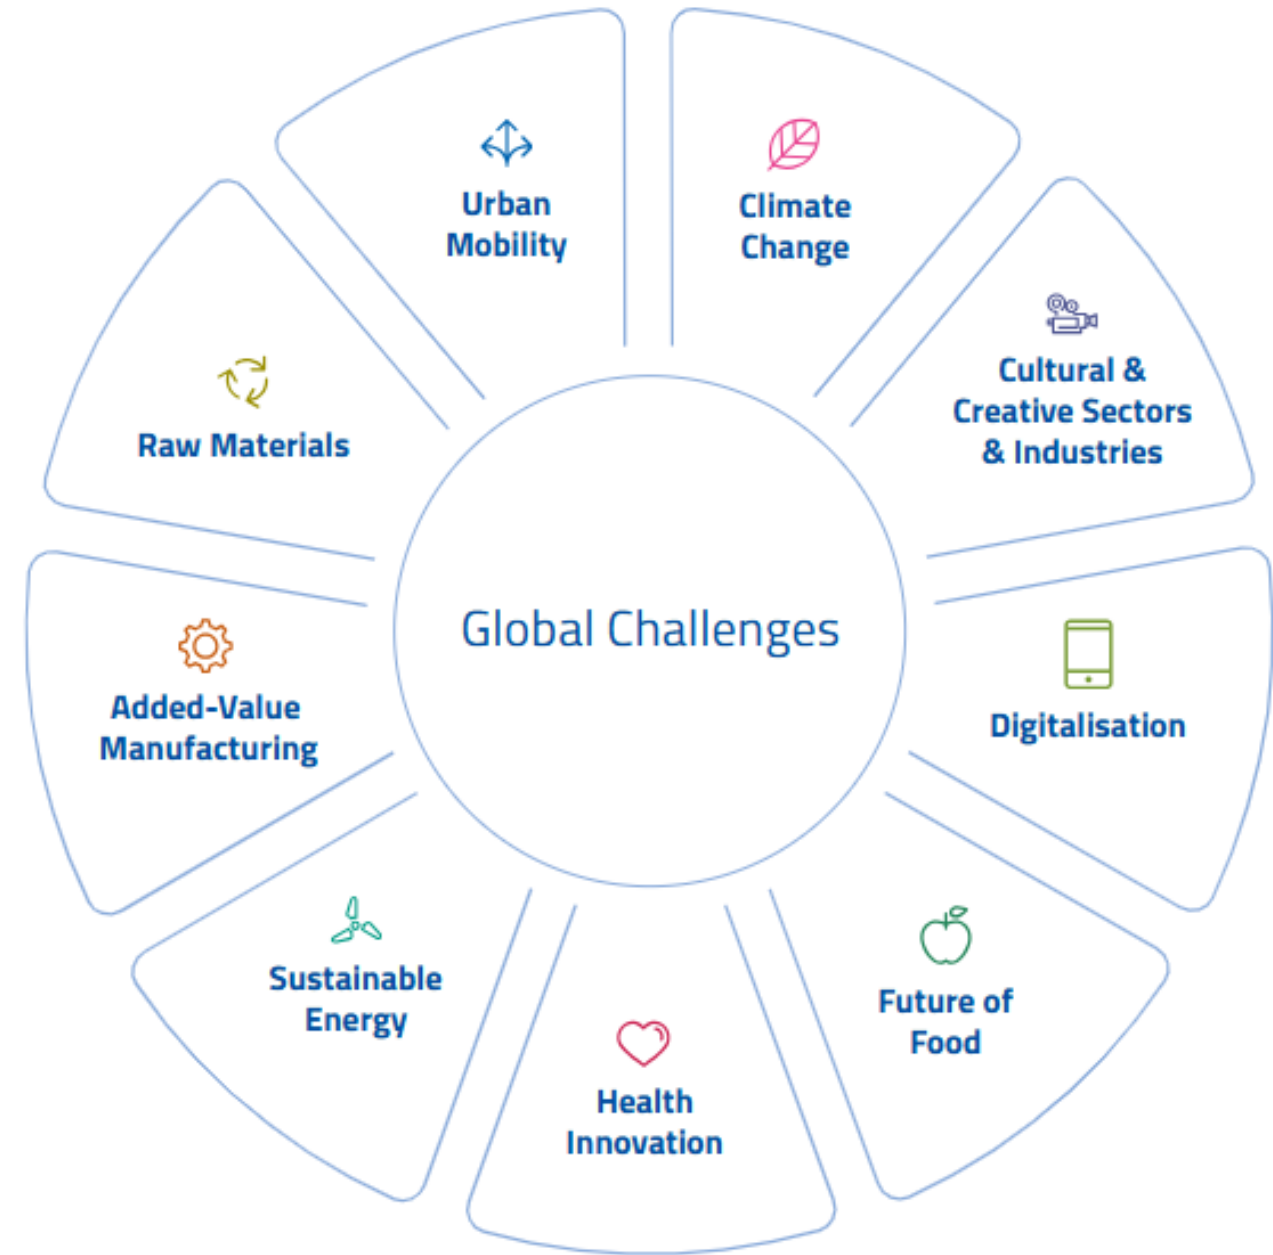 Urban
Mobility
Climate
Change
Cultural &
Creative Sectors
& Industries
Raw Materials
Global Challenges
Added-Value
Manufacturing
Digitalisation
Sustainable
Energy
Future of
Food
Health
Innovation